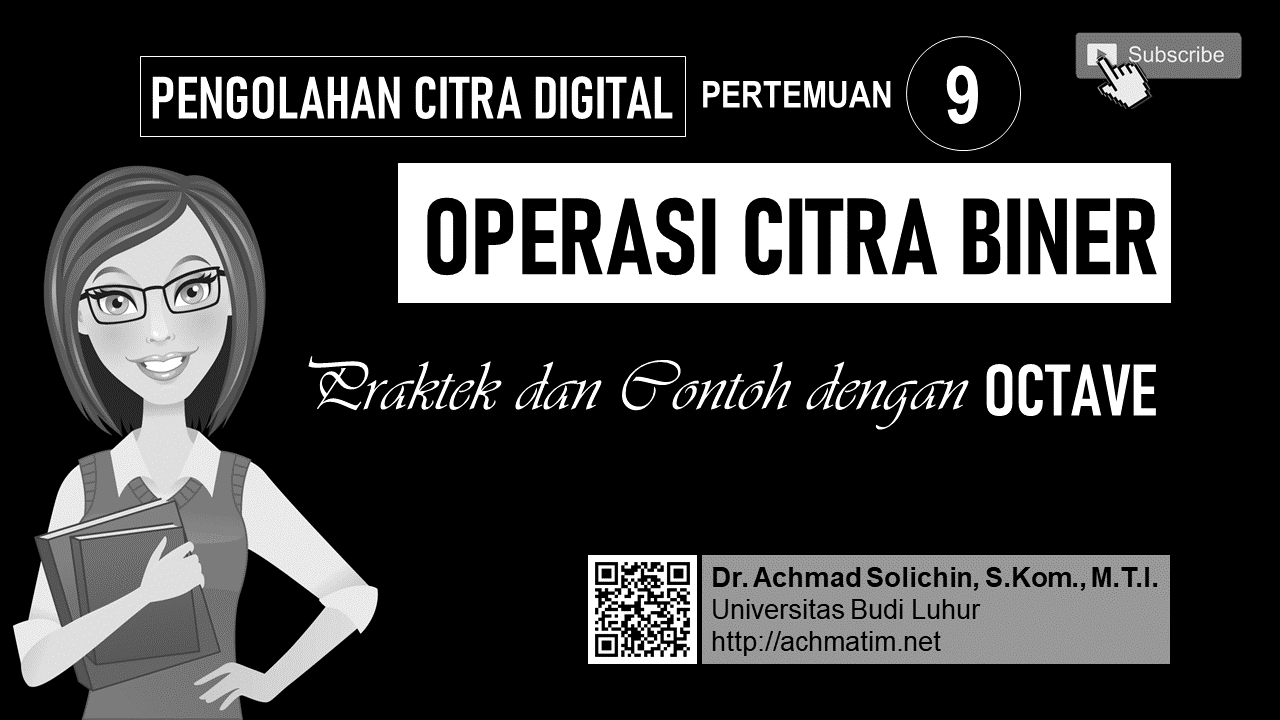 PENGOLAHAN CITRA DIGITAL PERTEMUAN 9
Subscribe
OPERASI CITRA BINER
Praktek dan Contoh dengan OCTAVE
Dr. Achmad Solichin, S.Kom., M.T.I.
Universitas Budi Luhur
http://achmatim.net